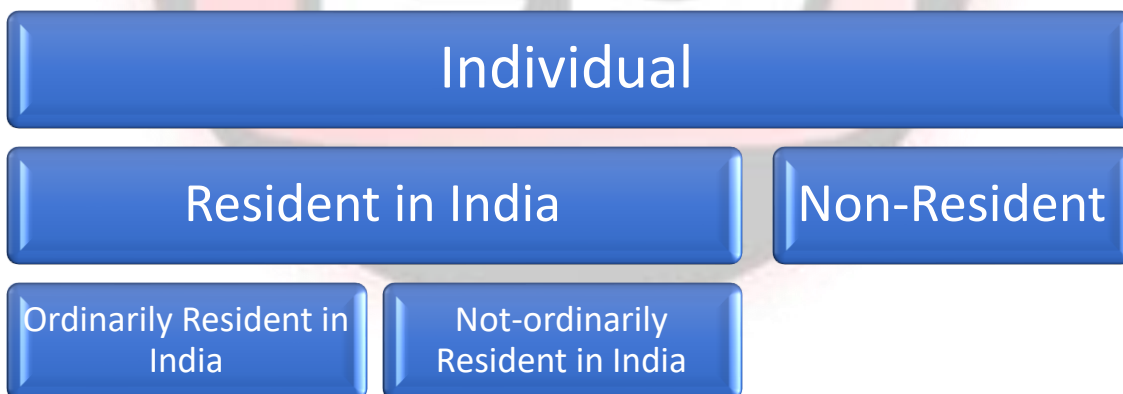 Individual
Resident in India
Non-Resident
Ordinarily Resident in
India
Not-ordinarily
Resident in India